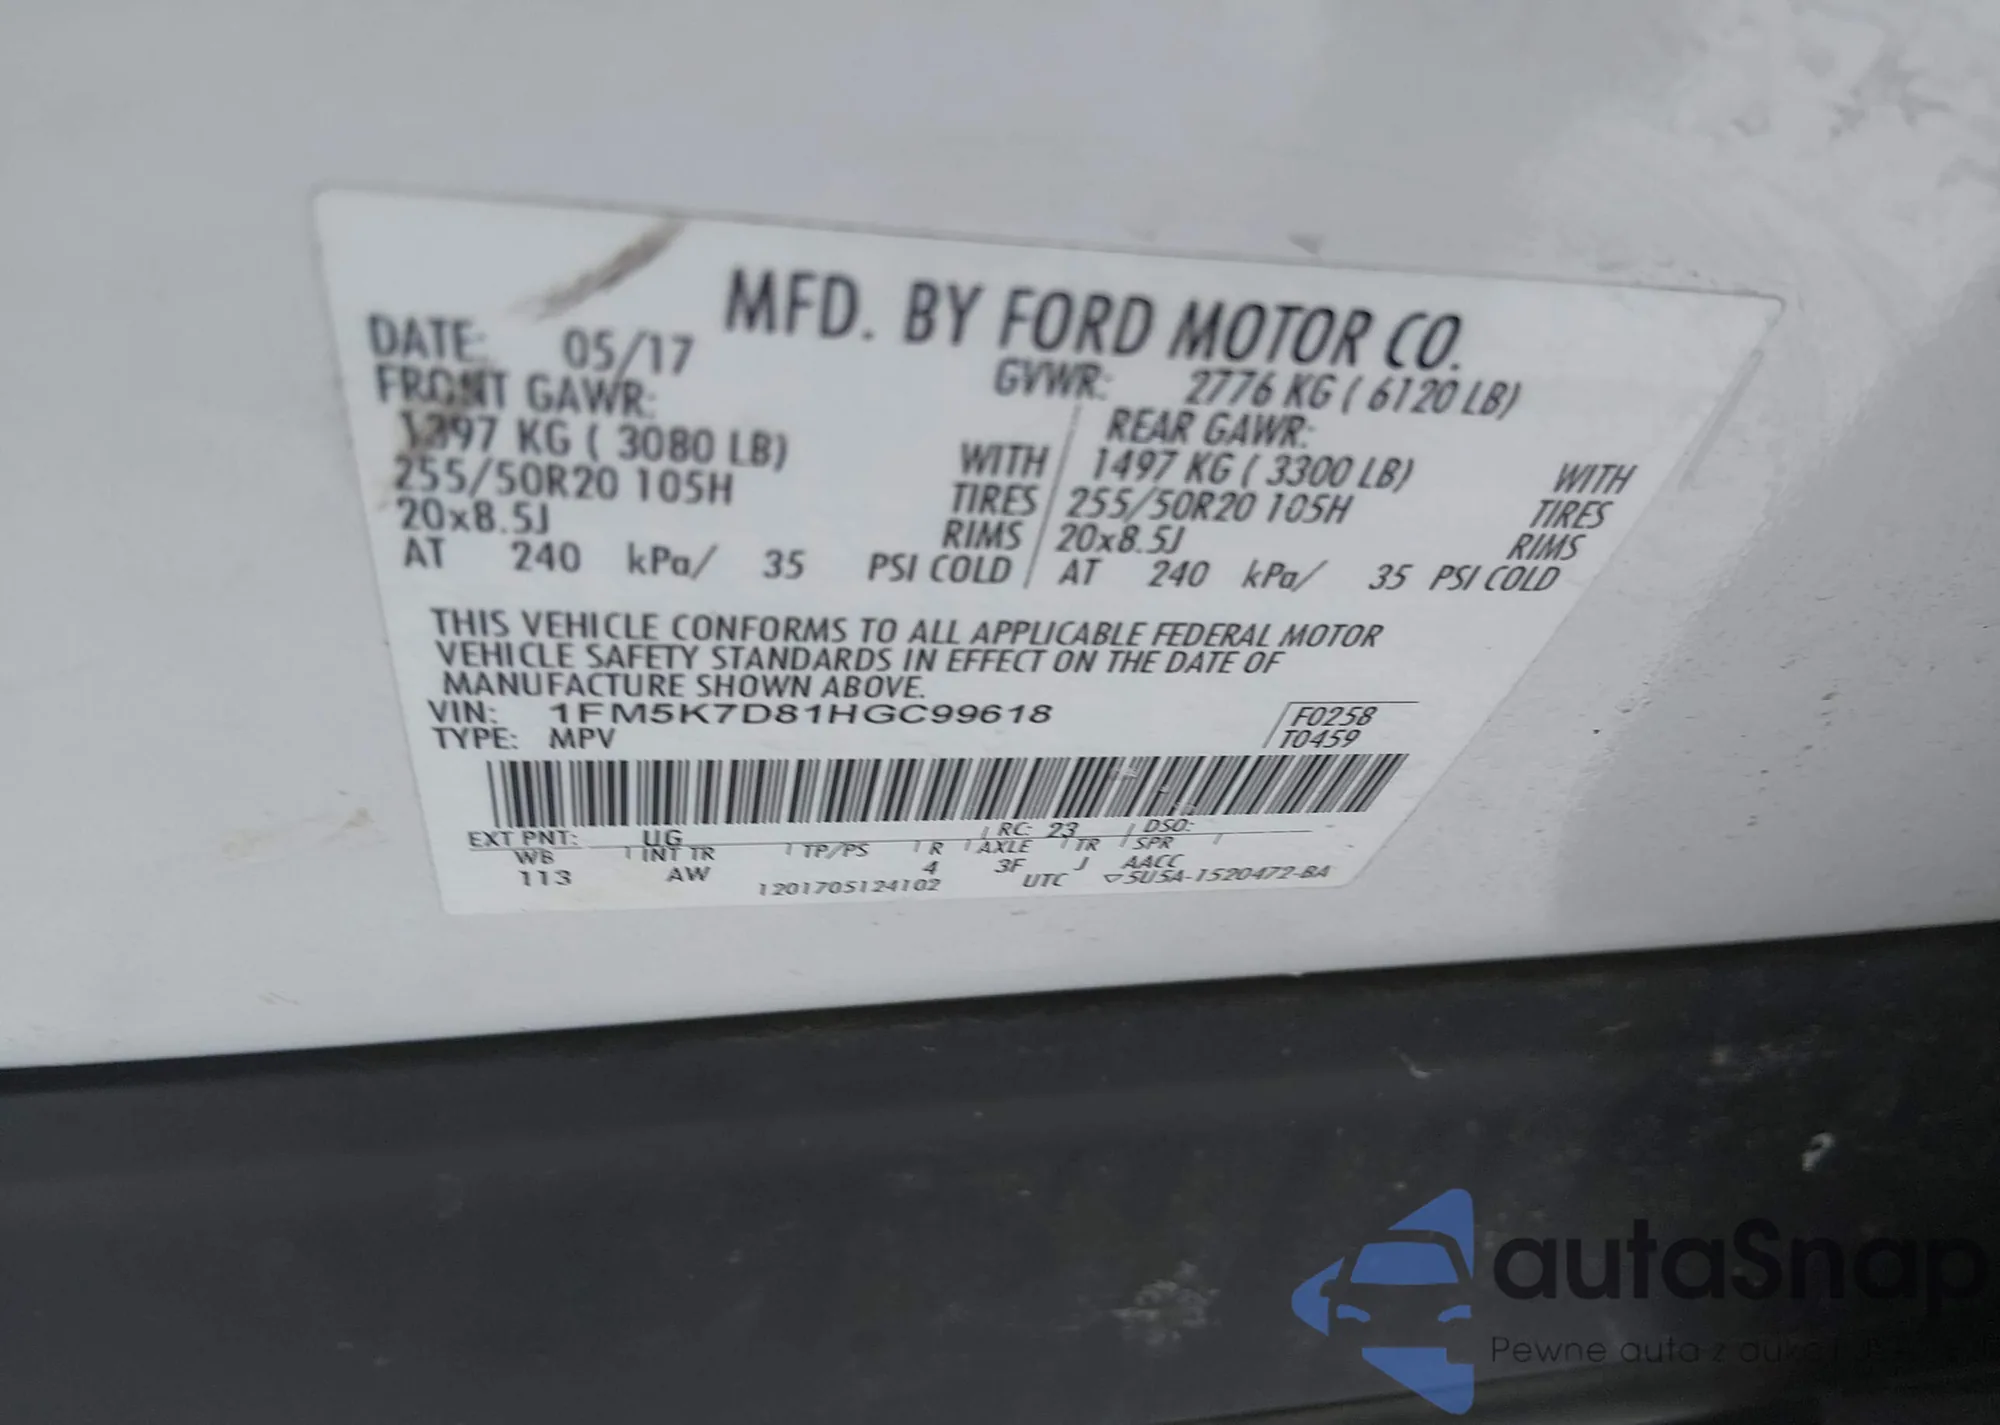 MFD. BY FORD MOTOR CO.
DATE: 05/17 GVWR: 2776 KG ( 6120 LB)
FRONT GAWR: REAR GAWR:
1397 KG ( 3080 LB) WITH 1497 KG ( 3300 LB) WITH
255/50R20 105H TIRES 255/50R20 105H TIRES
20x8.5J RIMS 20x8.5J RIMS
AT 240 kPa/ 35 PSI COLD AT 240 kPa/ 35 PSI COLD
THIS VEHICLE CONFORMS TO ALL APPLICABLE FEDERAL MOTOR
VEHICLE SAFETY STANDARDS IN EFFECT ON THE DATE OF
MANUFACTURE SHOWN ABOVE.
VIN: 1FM5K7D81HGC99618 F0258
TYPE: MPV T0459
EXT PNT: UG RC: 23 DSO:
WB INT TR TP/PS R AXLE TR SPR
113 AW 4 3F J AACC
1201705124102 UTC ▽5U5A-1520472-BA
autaSnap
Pewne auta z